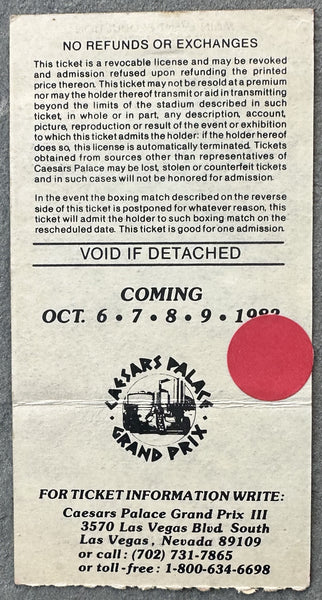 NO REFUNDS OR EXCHANGES
This ticket is a revocable license and may be revoked
and admission refused upon refunding the printed
price thereon. This ticket may not be resold at a premium
nor may the holder thereof transmit or aid in transmitting
beyond the limits of the stadium described in such
ticket, in whole or in part, any description, account,
picture, reproduction or result of the event or exhibition
to which this ticket admits the holder: if the holder hereof
does so, this license is automatically terminated. Tickets
obtained from sources other than representatives of
Caesars Palace may be lost, stolen or counterfeit tickets
and in such cases will not be honored for admission.
In the event the boxing match described on the reverse
side of this ticket is postponed for whatever reason, this
ticket will admit the holder to such boxing match on the
rescheduled date. This ticket is good for one admission.
VOID IF DETACHED
COMING
OCT. 6 • 7 • 8 • 9 • 1983
CAESARS PALACE
GRAND PRIX
FOR TICKET INFORMATION WRITE:
Caesars Palace Grand Prix III
3570 Las Vegas Blvd. South
Las Vegas, Nevada 89109
or call: (702) 731-7865
or toll-free: 1-800-634-6698